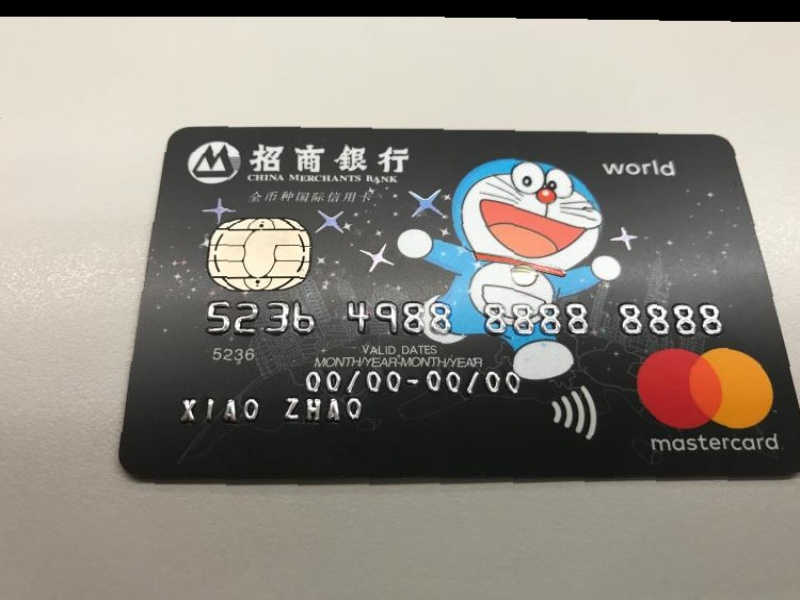 招商銀行
CHINA MERCHANTS BANK
world
全币种国际信用卡
5236 4988 8888 8888
5236
VALID DATES
MONTH/YEAR-MONTH/YEAR
00/00-00/00
XIAO ZHAO
mastercard